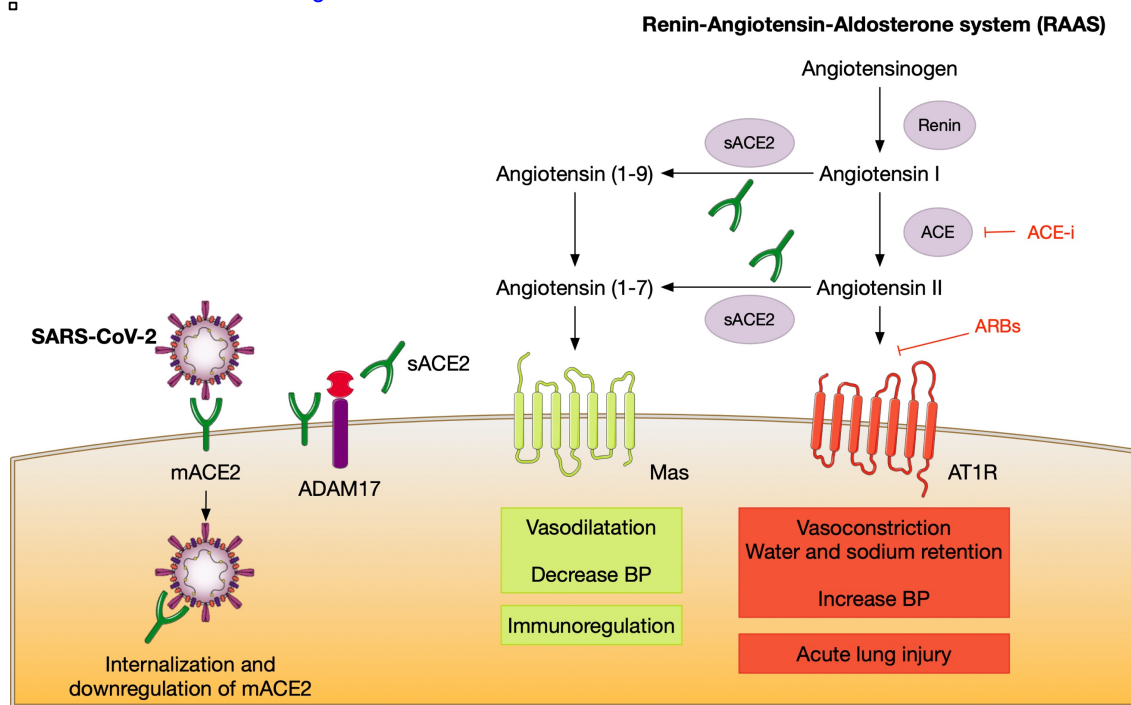 Renin-Angiotensin-Aldosterone system (RAAS)
Angiotensinogen
Renin
sACE2
Angiotensin (1-9)
Angiotensin I
ACE
ACE-i
Angiotensin (1-7)
Angiotensin II
sACE2
ARBs
SARS-CoV-2
sACE2
mACE2
ADAM17
Mas
AT1R
Vasodilatation
Decrease BP
Immunoregulation
Vasoconstriction
Water and sodium retention
Increase BP
Acute lung injury
Internalization and
downregulation of mACE2